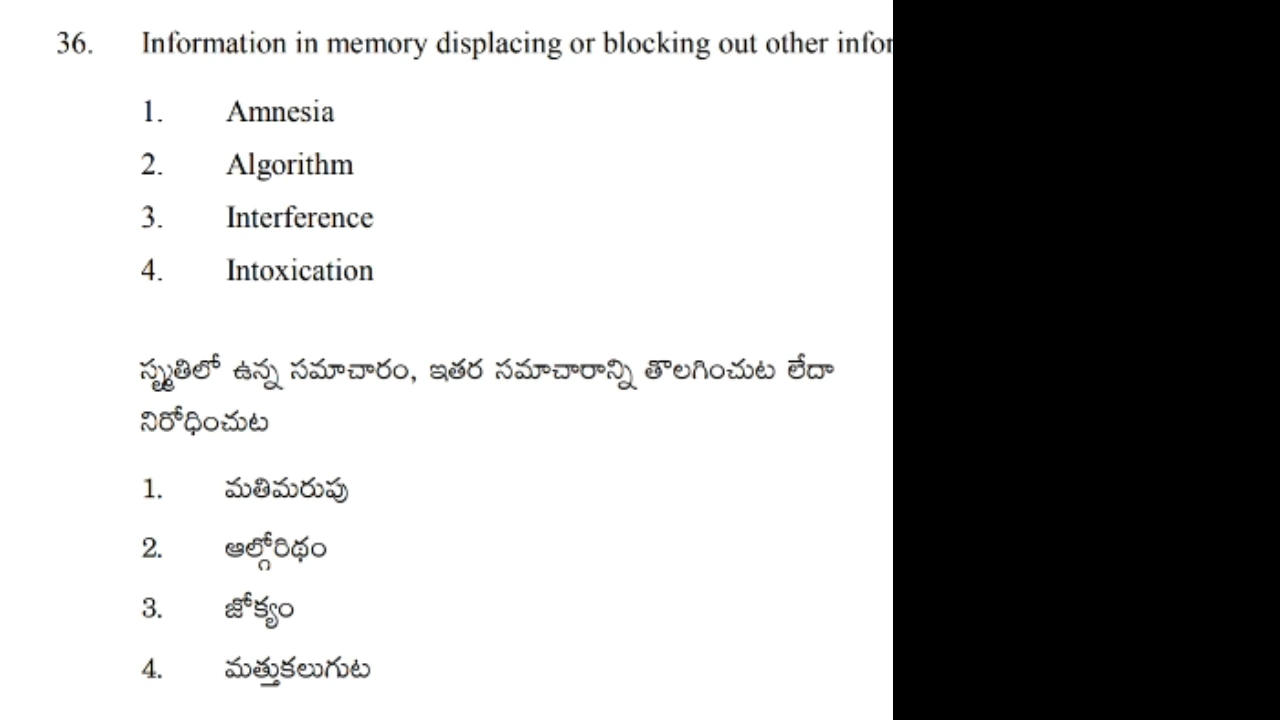 36. Information in memory displacing or blocking out other infor
1. Amnesia
2. Algorithm
3. Interference
4. Intoxication
స్మృతిలో ఉన్న సమాచారం, ఇతర సమాచారాన్ని తొలగించుట లేదా
నిరోధించుట
1. మతిమరుపు
2. ఆల్గోరిథం
3. జోక్యం
4. మత్తుకలుగుట